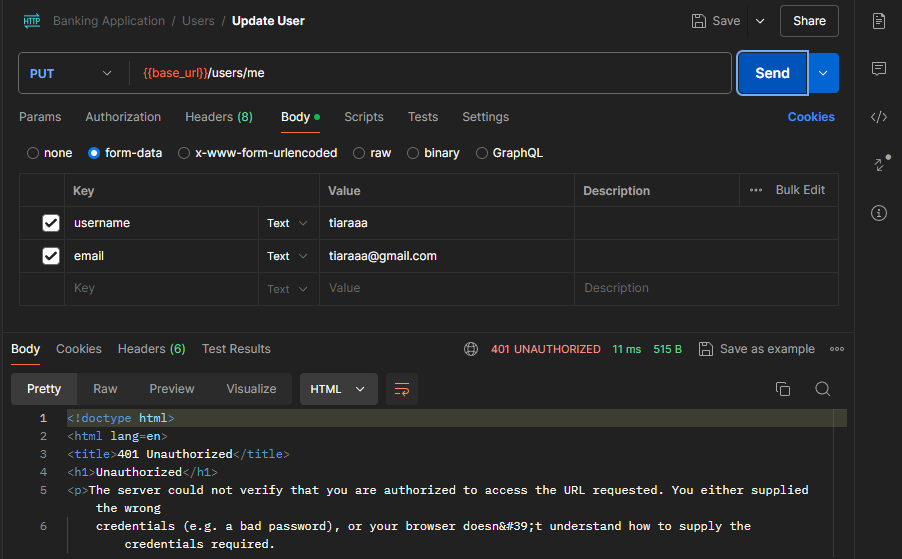 HTTP Banking Application / Users / Update User Save Share
PUT {{base_url}}/users/me Send
Params Authorization Headers (8) Body Scripts Tests Settings Cookies
none form-data x-www-form-urlencoded raw binary GraphQL
Key Value Description ••• Bulk Edit
username Text tiaraaa
email Text tiaraaa@gmail.com
Key Text Value Description
Body Cookies Headers (6) Test Results 401 UNAUTHORIZED 11 ms 515 B Save as example
Pretty Raw Preview Visualize HTML
1 <!doctype html>
2 <html lang=en>
3 <title>401 Unauthorized</title>
4 <h1>Unauthorized</h1>
5 <p>The server could not verify that you are authorized to access the URL requested. You either supplied
the wrong
6 credentials (e.g. a bad password), or your browser doesn&#39;t understand how to supply the
credentials required.